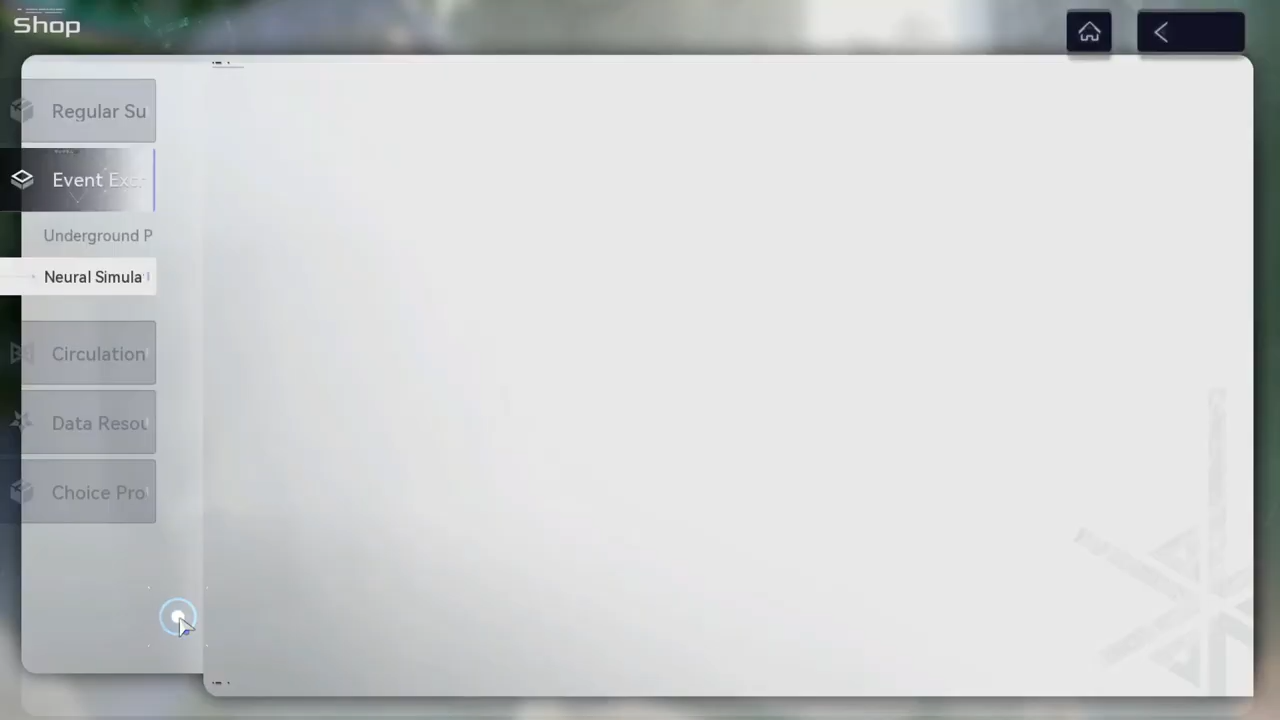 Shop
Regular Su
Event Exc
Underground P
Neural Simula
Circulation
Data Resou
Choice Pro